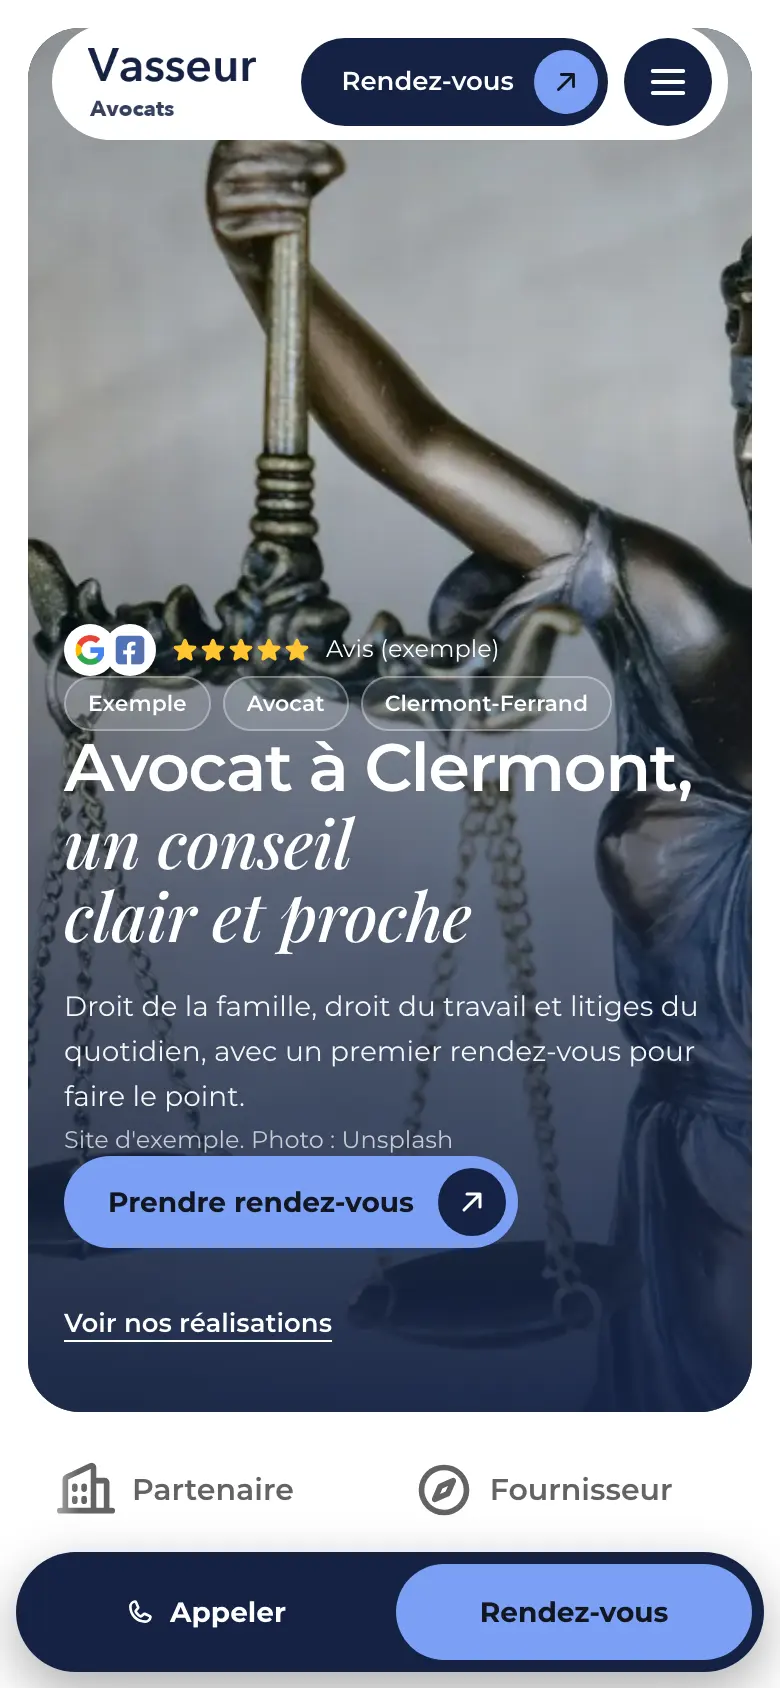 Vasseur
Avocats
Rendez-vous
Avis (exemple)
Exemple
Avocat
Clermont-Ferrand
Avocat à Clermont,
un conseil
clair et proche
Droit de la famille, droit du travail et litiges du
quotidien, avec un premier rendez-vous pour
faire le point.
Site d'exemple. Photo : Unsplash
Prendre rendez-vous
Voir nos réalisations
Partenaire
Fournisseur
Appeler
Rendez-vous